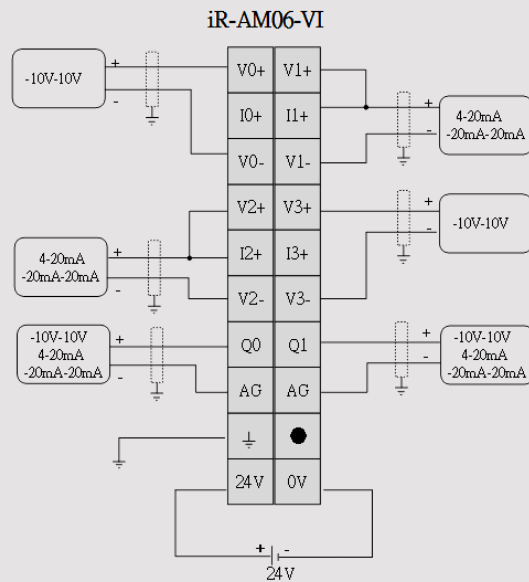 iR-AM06-VI
-10V-10V
+
-
V0+
V1+
I0+
I1+
V0-
V1-
+
-
4-20mA
-20mA-20mA
V2+
V3+
I2+
I3+
V2-
V3-
4-20mA
-20mA-20mA
+
-
+
-
-10V-10V
-10V-10V
4-20mA
-20mA-20mA
+
-
Q0
Q1
AG
AG
+
-
-10V-10V
4-20mA
-20mA-20mA
24V
0V
+
-
24V